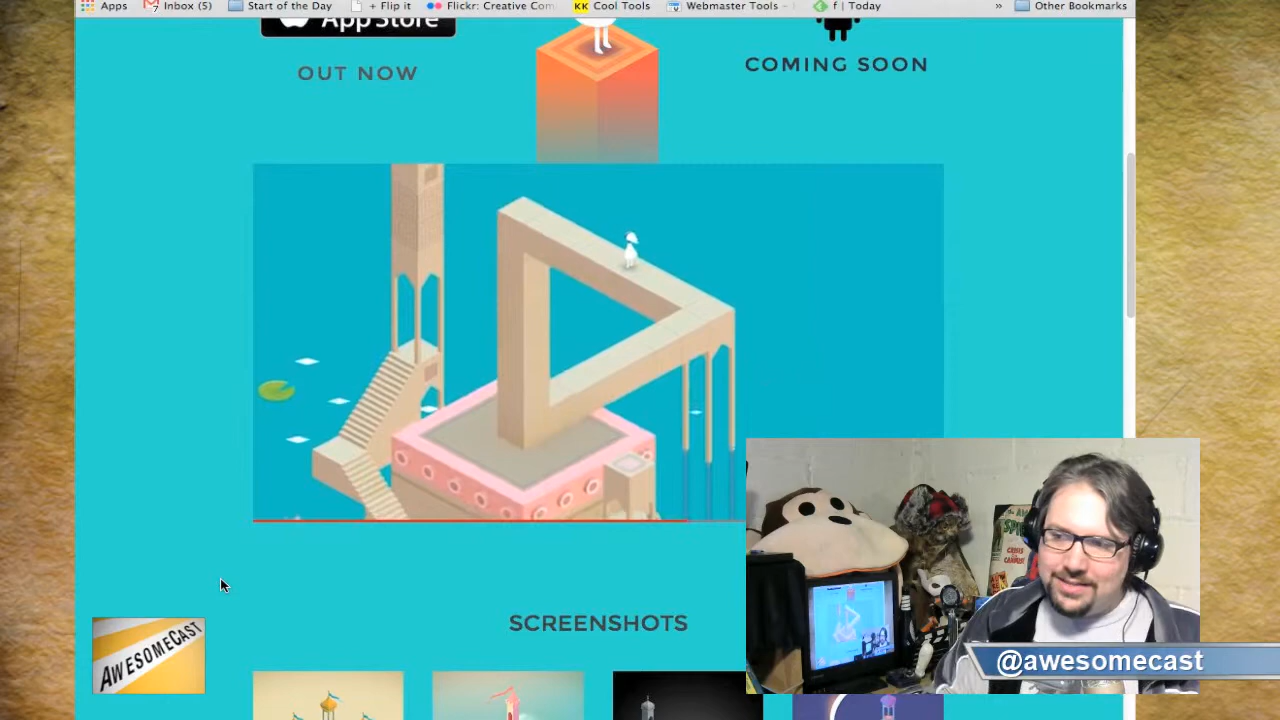 Apps Inbox (5) Start of the Day + Flip it Flickr: Creative Com KK Cool Tools Webmaster Tools - f | Today » Other Bookmarks
App Store
OUT NOW
COMING SOON
SCREENSHOTS
AWESOMECAST
@awesomecast